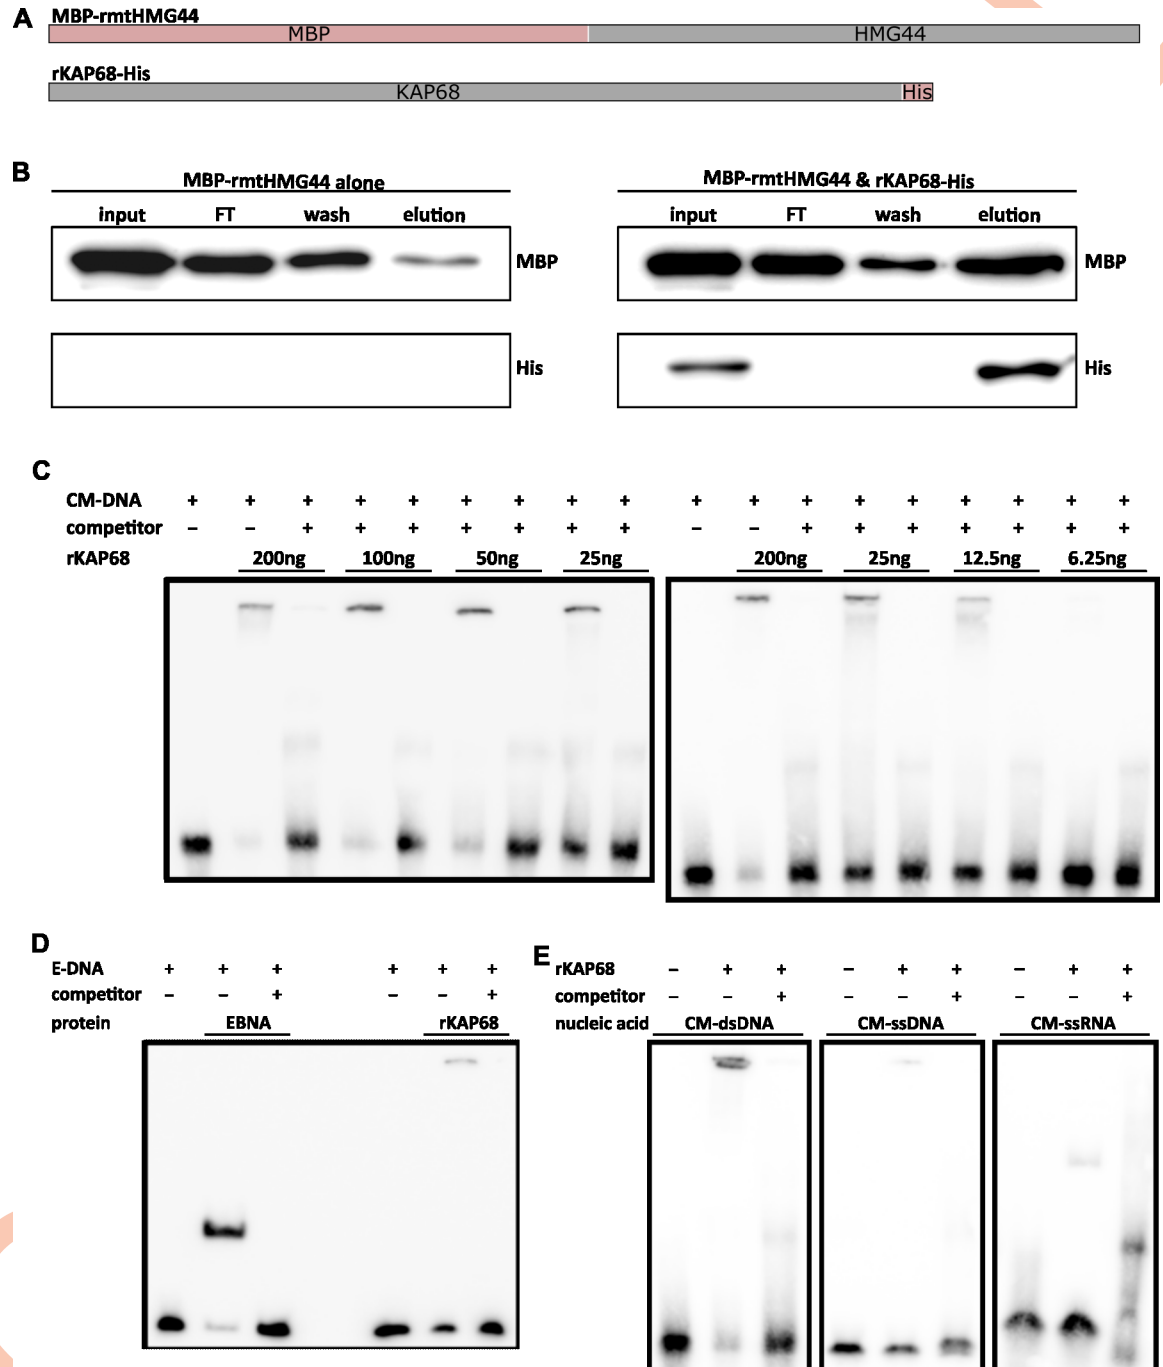 A
MBP-rmtHMG44
MBP HMG44
rKAP68-His
KAP68 His
B
MBP-rmtHMG44 alone MBP-rmtHMG44 & rKAP68-His
input FT wash elution input FT wash elution
MBP MBP
His His
C
CM-DNA + + + + + + + + + + + + + + + + + +
competitor – – + + + + + + + – – + + + + + + +
rKAP68 200ng 100ng 50ng 25ng 200ng 25ng 12.5ng 6.25ng
D
E-DNA + + + + + +
competitor – – + – – +
protein EBNA rKAP68
E
rKAP68 – + + – + + – + +
competitor – – + – – + – – +
nucleic acid CM-dsDNA CM-ssDNA CM-ssRNA